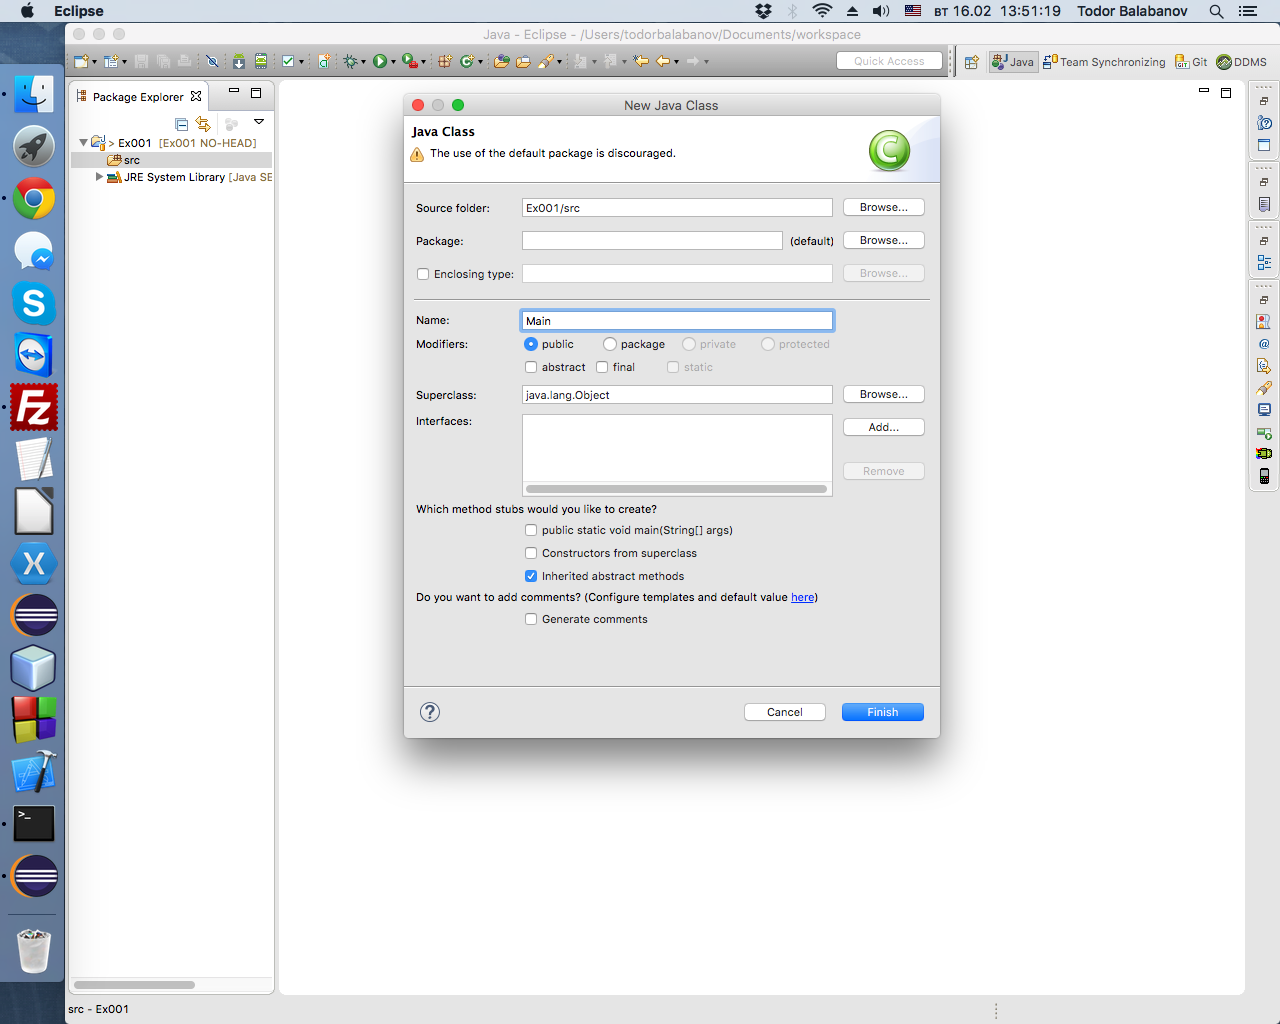 Eclipse
вт 16.02 13:51:19 Todor Balabanov
Java - Eclipse - /Users/todorbalabanov/Documents/workspace
Quick Access
Java
Team Synchronizing
Git
DDMS
Package Explorer
> Ex001 [Ex001 NO-HEAD]
src
JRE System Library [Java SE
New Java Class
Java Class
The use of the default package is discouraged.
Source folder: Ex001/src Browse...
Package: (default) Browse...
Enclosing type: Browse...
Name: Main
Modifiers: public package private protected
abstract final static
Superclass: java.lang.Object Browse...
Interfaces: Add...
Remove
Which method stubs would you like to create?
public static void main(String[] args)
Constructors from superclass
Inherited abstract methods
Do you want to add comments? (Configure templates and default value here)
Generate comments
? Cancel Finish
src - Ex001